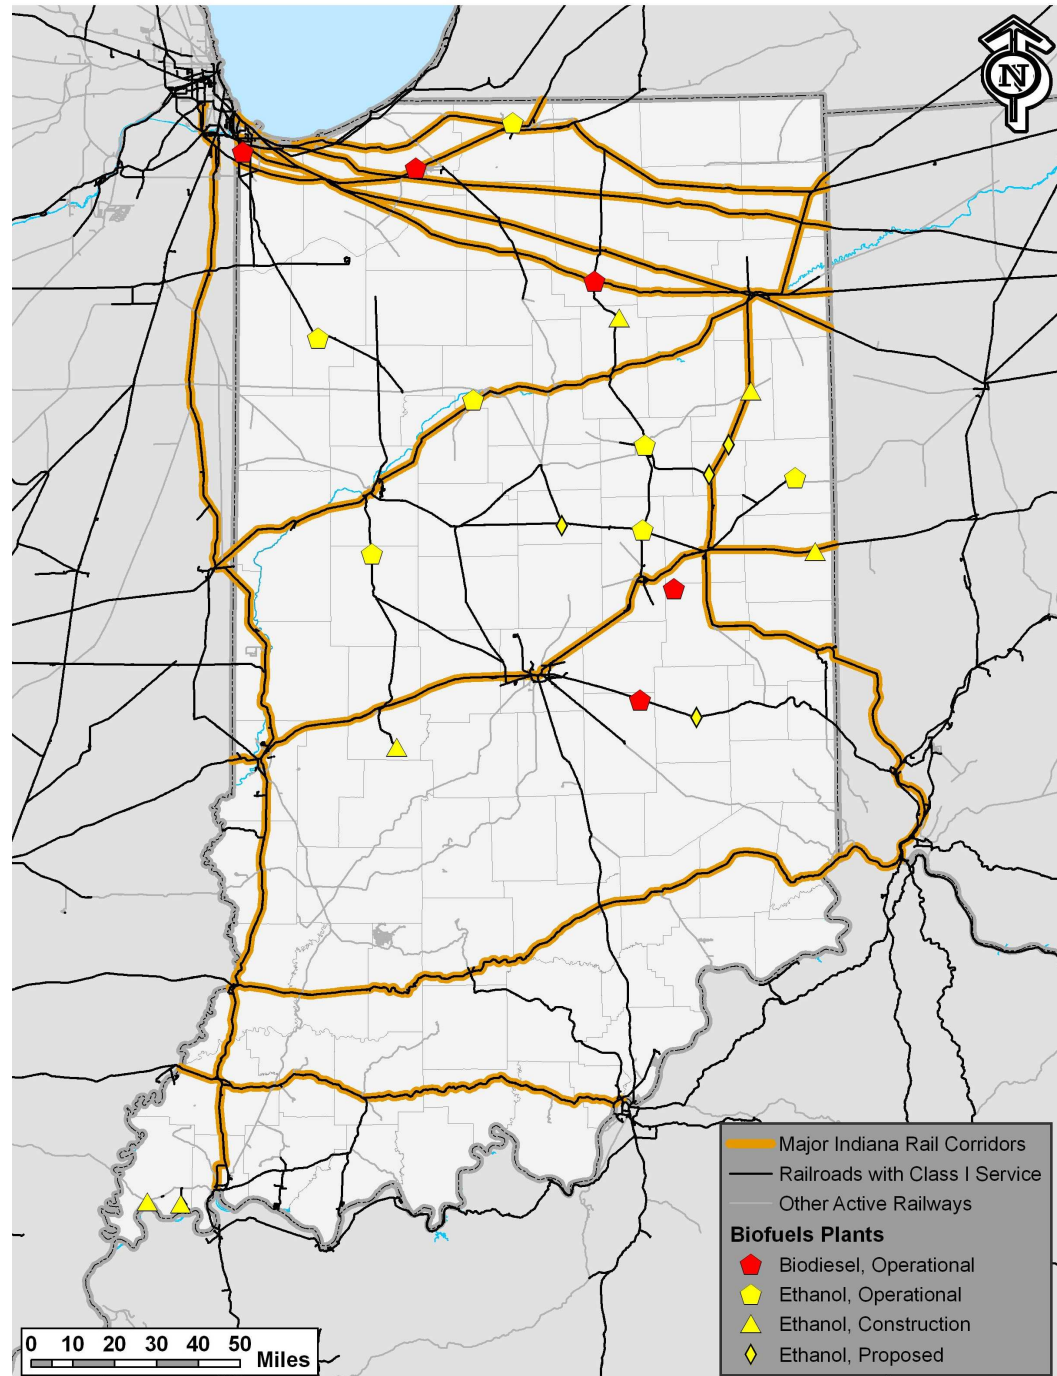 N
Major Indiana Rail Corridors
Railroads with Class I Service
Other Active Railways
Biofuels Plants
Biodiesel, Operational
Ethanol, Operational
Ethanol, Construction
Ethanol, Proposed
0 10 20 30 40 50
Miles